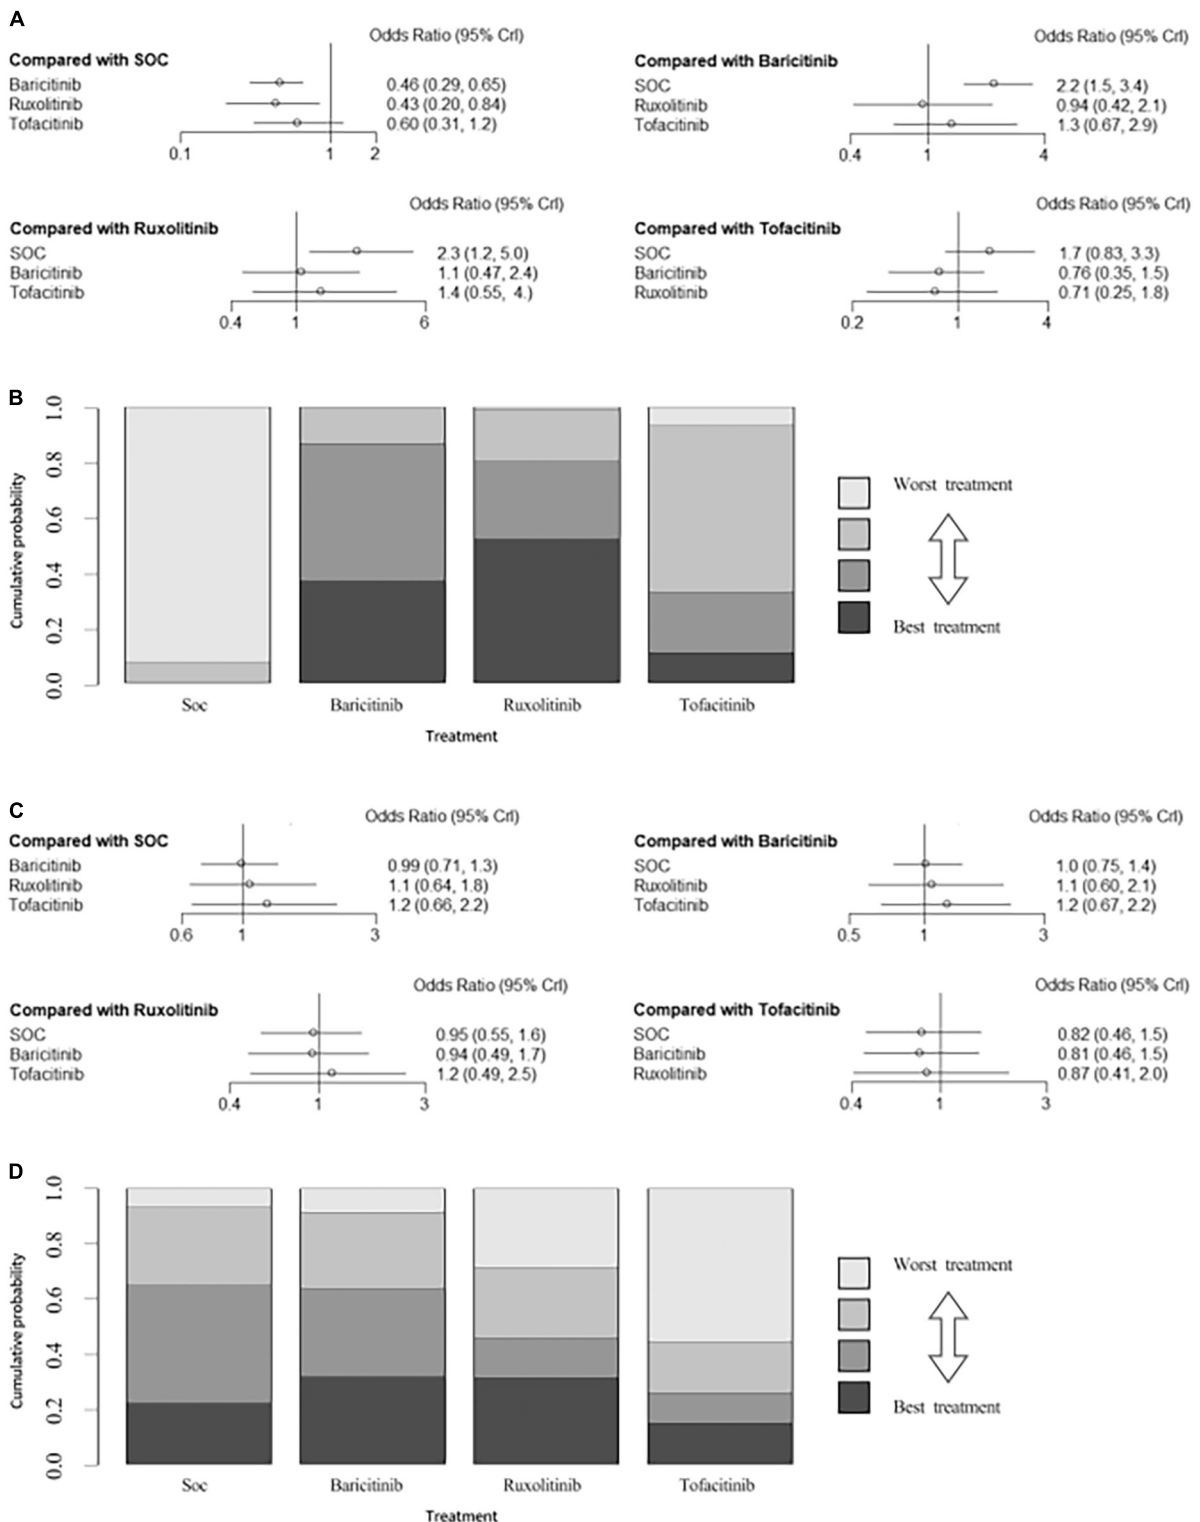 A
Odds Ratio (95% CrI)
Compared with SOC
Baricitinib 0.46 (0.29, 0.65)
Ruxolitinib 0.43 (0.20, 0.84)
Tofacitinib 0.60 (0.31, 1.2)
0.1 1 2
Odds Ratio (95% CrI)
Compared with Baricitinib
SOC 2.2 (1.5, 3.4)
Ruxolitinib 0.94 (0.42, 2.1)
Tofacitinib 1.3 (0.67, 2.9)
0.4 1 4
Odds Ratio (95% CrI)
Compared with Ruxolitinib
SOC 2.3 (1.2, 5.0)
Baricitinib 1.1 (0.47, 2.4)
Tofacitinib 1.4 (0.55, 4.)
0.4 1 6
Odds Ratio (95% CrI)
Compared with Tofacitinib
SOC 1.7 (0.83, 3.3)
Baricitinib 0.76 (0.35, 1.5)
Ruxolitinib 0.71 (0.25, 1.8)
0.2 1 4
B
Cumulative probability
1.0
0.8
0.6
0.4
0.2
0.0
Soc Baricitinib Ruxolitinib Tofacitinib
Treatment
Worst treatment
Best treatment
C
Odds Ratio (95% CrI)
Compared with SOC
Baricitinib 0.99 (0.71, 1.3)
Ruxolitinib 1.1 (0.64, 1.8)
Tofacitinib 1.2 (0.66, 2.2)
0.6 1 3
Odds Ratio (95% CrI)
Compared with Baricitinib
SOC 1.0 (0.75, 1.4)
Ruxolitinib 1.1 (0.60, 2.1)
Tofacitinib 1.2 (0.67, 2.2)
0.5 1 3
Odds Ratio (95% CrI)
Compared with Ruxolitinib
SOC 0.95 (0.55, 1.6)
Baricitinib 0.94 (0.49, 1.7)
Tofacitinib 1.2 (0.49, 2.5)
0.4 1 3
Odds Ratio (95% CrI)
Compared with Tofacitinib
SOC 0.82 (0.46, 1.5)
Baricitinib 0.81 (0.46, 1.5)
Ruxolitinib 0.87 (0.41, 2.0)
0.4 1 3
D
Cumulative probability
1.0
0.8
0.6
0.4
0.2
0.0
Soc Baricitinib Ruxolitinib Tofacitinib
Treatment
Worst treatment
Best treatment